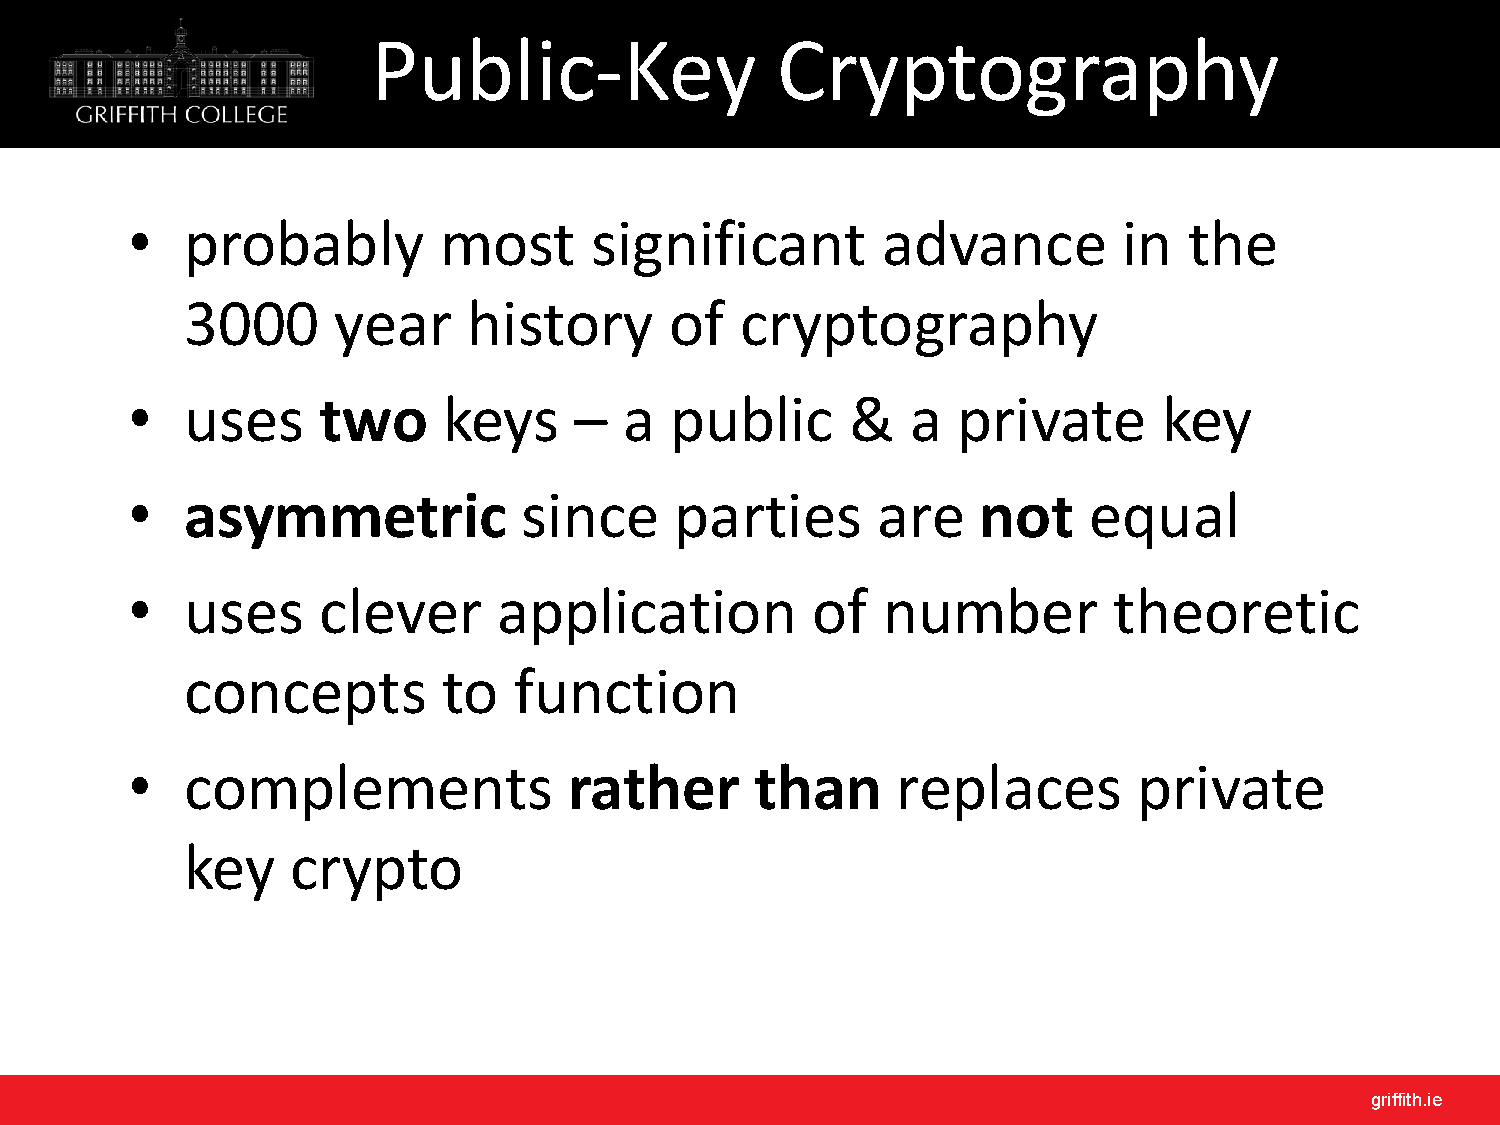 GRIFFITH COLLEGE
Public-Key Cryptography
• probably most significant advance in the
3000 year history of cryptography
• uses two keys – a public & a private key
• asymmetric since parties are not equal
• uses clever application of number theoretic
concepts to function
• complements rather than replaces private
key crypto
griffith.ie